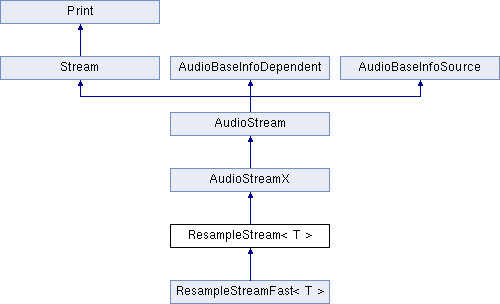 Print
Stream
AudioBaseInfoDependent
AudioBaseInfoSource
AudioStream
AudioStreamX
ResampleStream< T >
ResampleStreamFast< T >